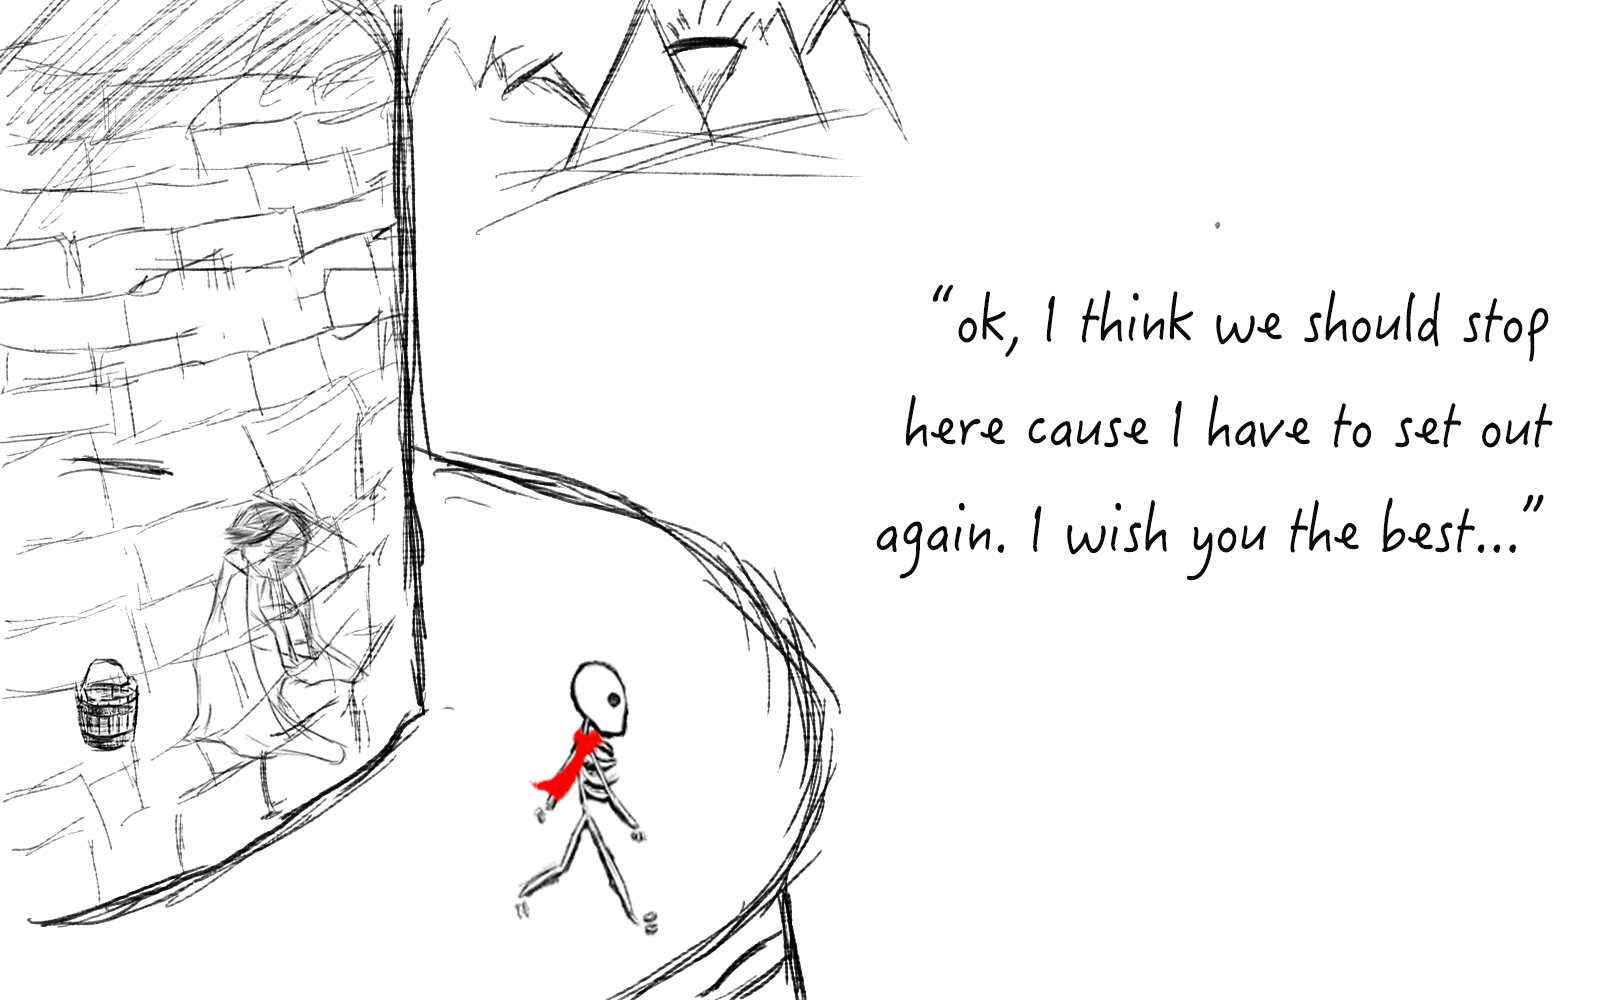 “ok, I think we should stop
here cause I have to set out
again. I wish you the best...”